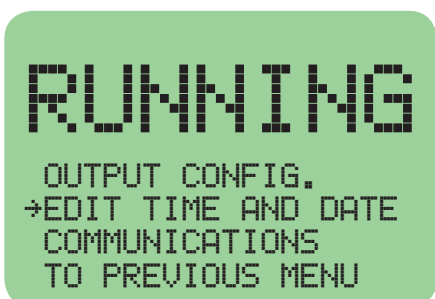 RUNNING
OUTPUT CONFIG.
→EDIT TIME AND DATE
COMMUNICATIONS
TO PREVIOUS MENU